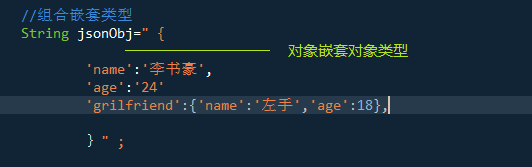 //组合嵌套类型
String jsonObj=" {
对象嵌套对象类型
'name':'李书豪',
'age':'24'
'grilfriend':{'name':'左手','age':18},
} " ;